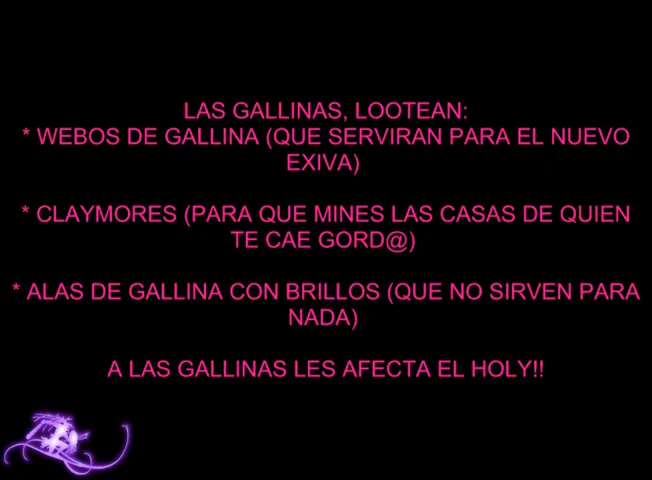 LAS GALLINAS, LOOTEAN:
* WEBOS DE GALLINA (QUE SERVIRAN PARA EL NUEVO
EXIVA)
* CLAYMORES (PARA QUE MINES LAS CASAS DE QUIEN
TE CAE GORD@)
* ALAS DE GALLINA CON BRILLOS (QUE NO SIRVEN PARA
NADA)
A LAS GALLINAS LES AFECTA EL HOLY!!